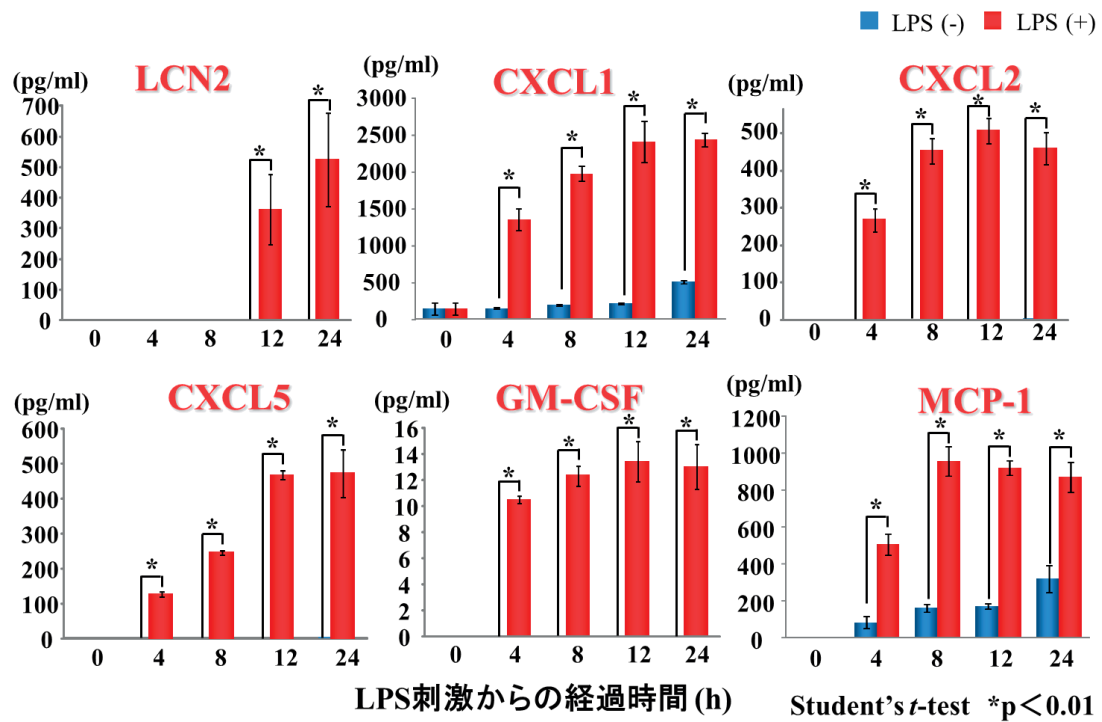 LPS (-) LPS (+)
(pg/ml) LCN2
700
600
500
400
300
200
100
0
0 4 8 12 24
* *
(pg/ml) CXCL1
3000
2500
2000
1500
1000
500
0
0 4 8 12 24
* * * *
(pg/ml) CXCL2
500
400
300
200
100
0
0 4 8 12 24
* * * *
(pg/ml) CXCL5
600
500
400
300
200
100
0
0 4 8 12 24
* * * *
(pg/ml) GM-CSF
16
14
12
10
8
6
4
2
0
0 4 8 12 24
* * * *
(pg/ml) MCP-1
1200
1000
800
600
400
200
0
0 4 8 12 24
* * * *
LPS刺激からの経過時間 (h)
Student's t-test *p＜0.01